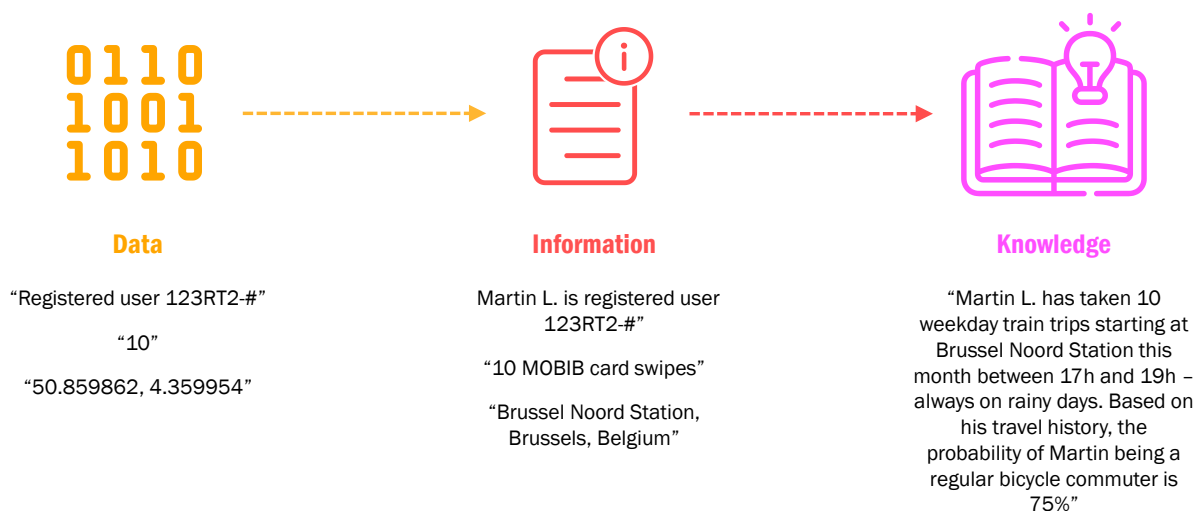 0110
1001
1010
i
Data
Information
Knowledge
“Registered user 123RT2-#”
“10”
“50.859862, 4.359954”
Martin L. is registered user
123RT2-#”
“10 MOBIB card swipes”
“Brussel Noord Station,
Brussels, Belgium”
“Martin L. has taken 10
weekday train trips starting at
Brussel Noord Station this
month between 17h and 19h –
always on rainy days. Based on
his travel history, the
probability of Martin being a
regular bicycle commuter is
75%”